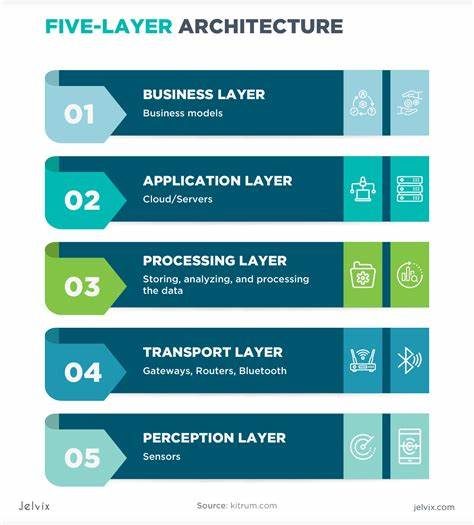 FIVE-LAYER ARCHITECTURE
01
BUSINESS LAYER
Business models
02
APPLICATION LAYER
Cloud/Servers
03
PROCESSING LAYER
Storing, analyzing, and processing
the data
04
TRANSPORT LAYER
Gateways, Routers, Bluetooth
05
PERCEPTION LAYER
Sensors
Jelvix
Source: kitrum.com
jelvix.com